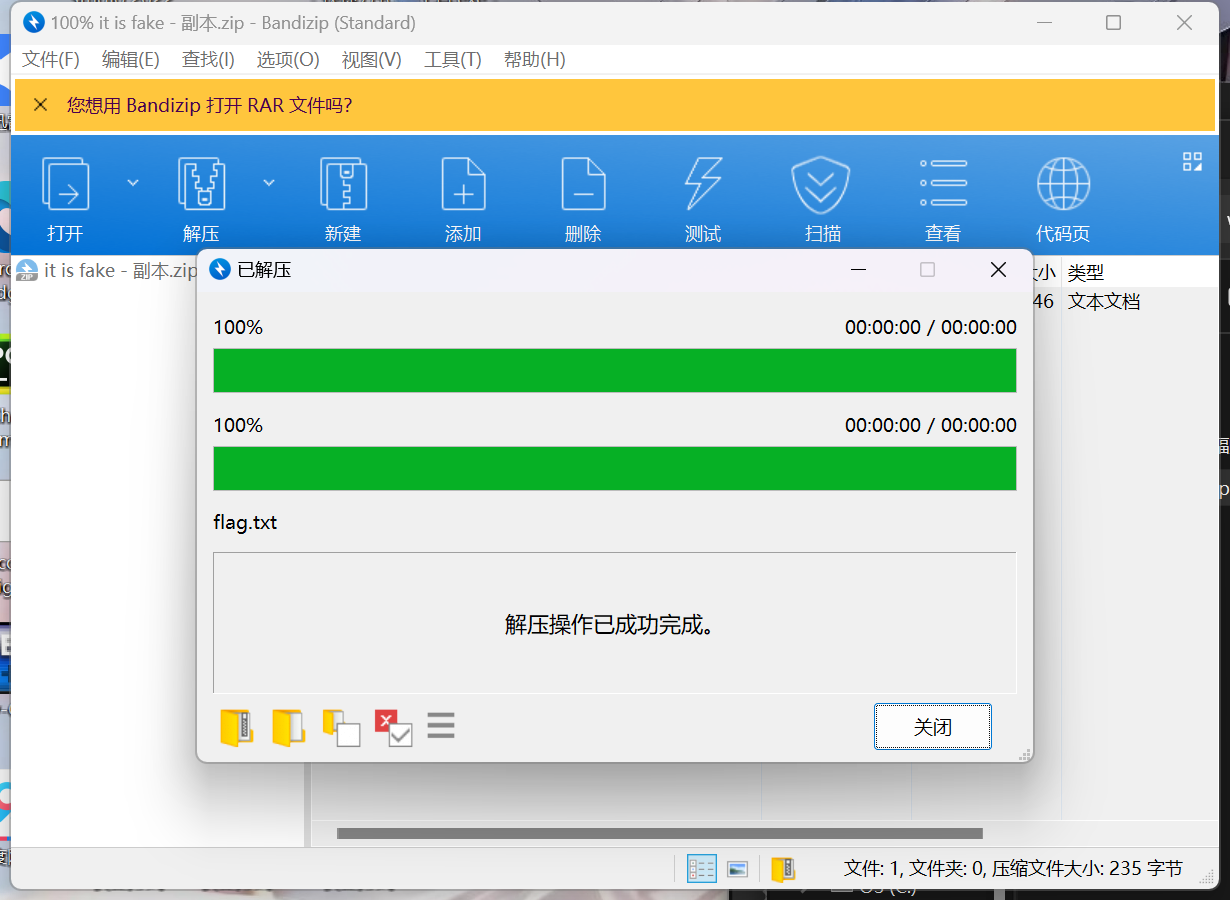 100% it is fake - 副本.zip - Bandizip (Standard)
文件(F) 编辑(E) 查找(I) 选项(O) 视图(V) 工具(T) 帮助(H)
您想用 Bandizip 打开 RAR 文件吗?
打开 解压 新建 添加 删除 测试 扫描 查看 代码页
it is fake - 副本.zip
大小 类型
46 文本文档
已解压
100% 00:00:00 / 00:00:00
100% 00:00:00 / 00:00:00
flag.txt
解压操作已成功完成。
关闭
文件: 1, 文件夹: 0, 压缩文件大小: 235 字节